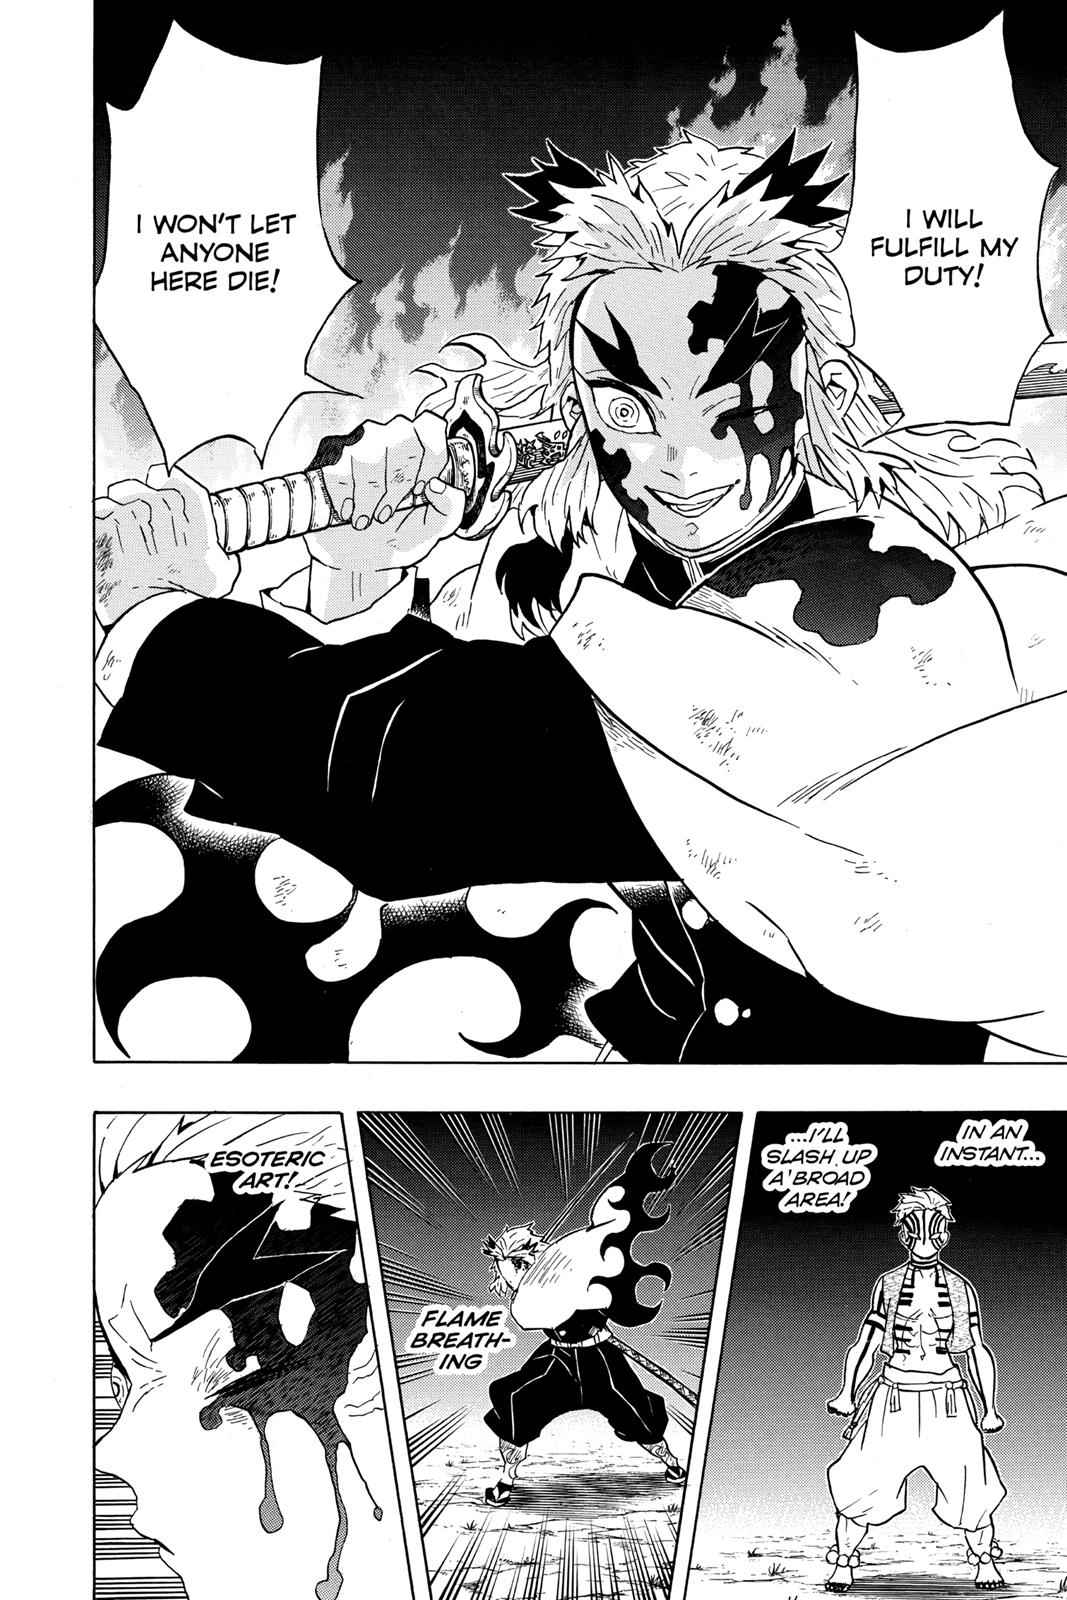 I WILL
FULFILL MY
DUTY!
I WON'T LET
ANYONE
HERE DIE!
IN AN
INSTANT...
...I'LL
SLASH UP
A BROAD
AREA!
FLAME
BREATH-
ING
ESOTERIC
ART!